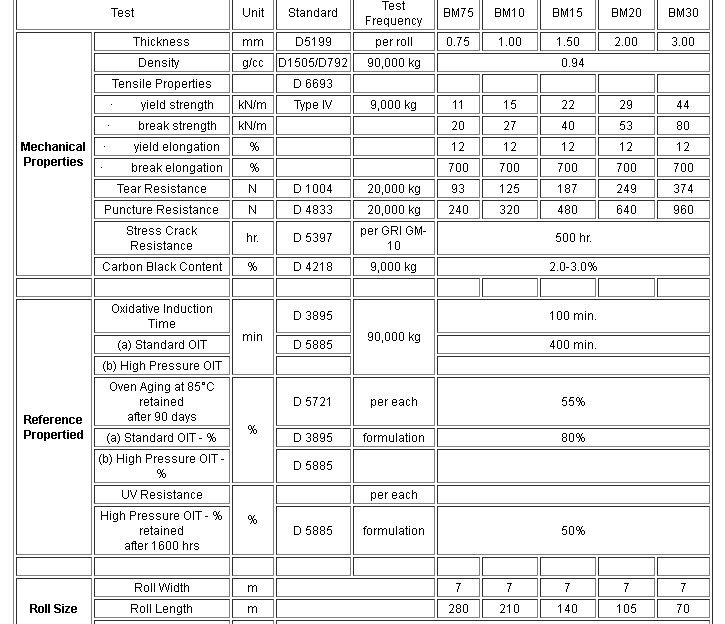 Test Unit Standard Test Frequency BM75 BM10 BM15 BM20 BM30
Mechanical Properties
Thickness mm D5199 per roll 0.75 1.00 1.50 2.00 3.00
Density g/cc D1505/D792 90,000 kg 0.94
Tensile Properties D 6693
· yield strength kN/m Type IV 9,000 kg 11 15 22 29 44
· break strength kN/m 20 27 40 53 80
· yield elongation % 12 12 12 12 12
· break elongation % 700 700 700 700 700
Tear Resistance N D 1004 20,000 kg 93 125 187 249 374
Puncture Resistance N D 4833 20,000 kg 240 320 480 640 960
Stress Crack Resistance hr. D 5397 per GRI GM-10 500 hr.
Carbon Black Content % D 4218 9,000 kg 2.0-3.0%
Reference Propertied
Oxidative Induction Time min D 3895 90,000 kg 100 min.
(a) Standard OIT D 5885 400 min.
(b) High Pressure OIT
Oven Aging at 85°C retained after 90 days % D 5721 per each 55%
(a) Standard OIT - % D 3895 formulation 80%
(b) High Pressure OIT - % D 5885
UV Resistance % per each
High Pressure OIT - % retained after 1600 hrs D 5885 formulation 50%
Roll Size
Roll Width m 7 7 7 7 7
Roll Length m 280 210 140 105 70